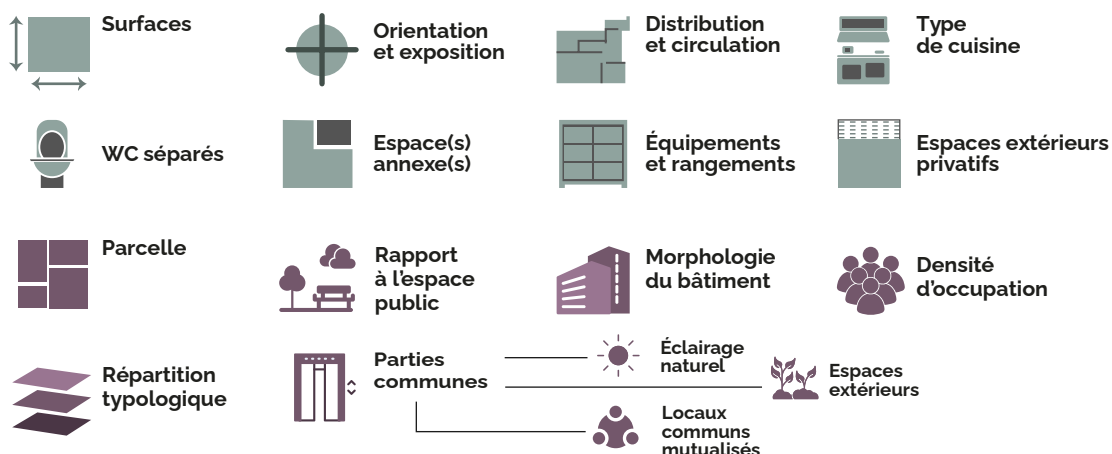 Surfaces
Orientation
et exposition
Distribution
et circulation
Type
de cuisine
WC séparés
Espace(s)
annexe(s)
Équipements
et rangements
Espaces extérieurs
privatifs
Parcelle
Rapport
à l'espace
public
Morphologie
du bâtiment
Densité
d'occupation
Répartition
typologique
Parties
communes
Éclairage
naturel
Espaces
extérieurs
Locaux
communs
mutualisés